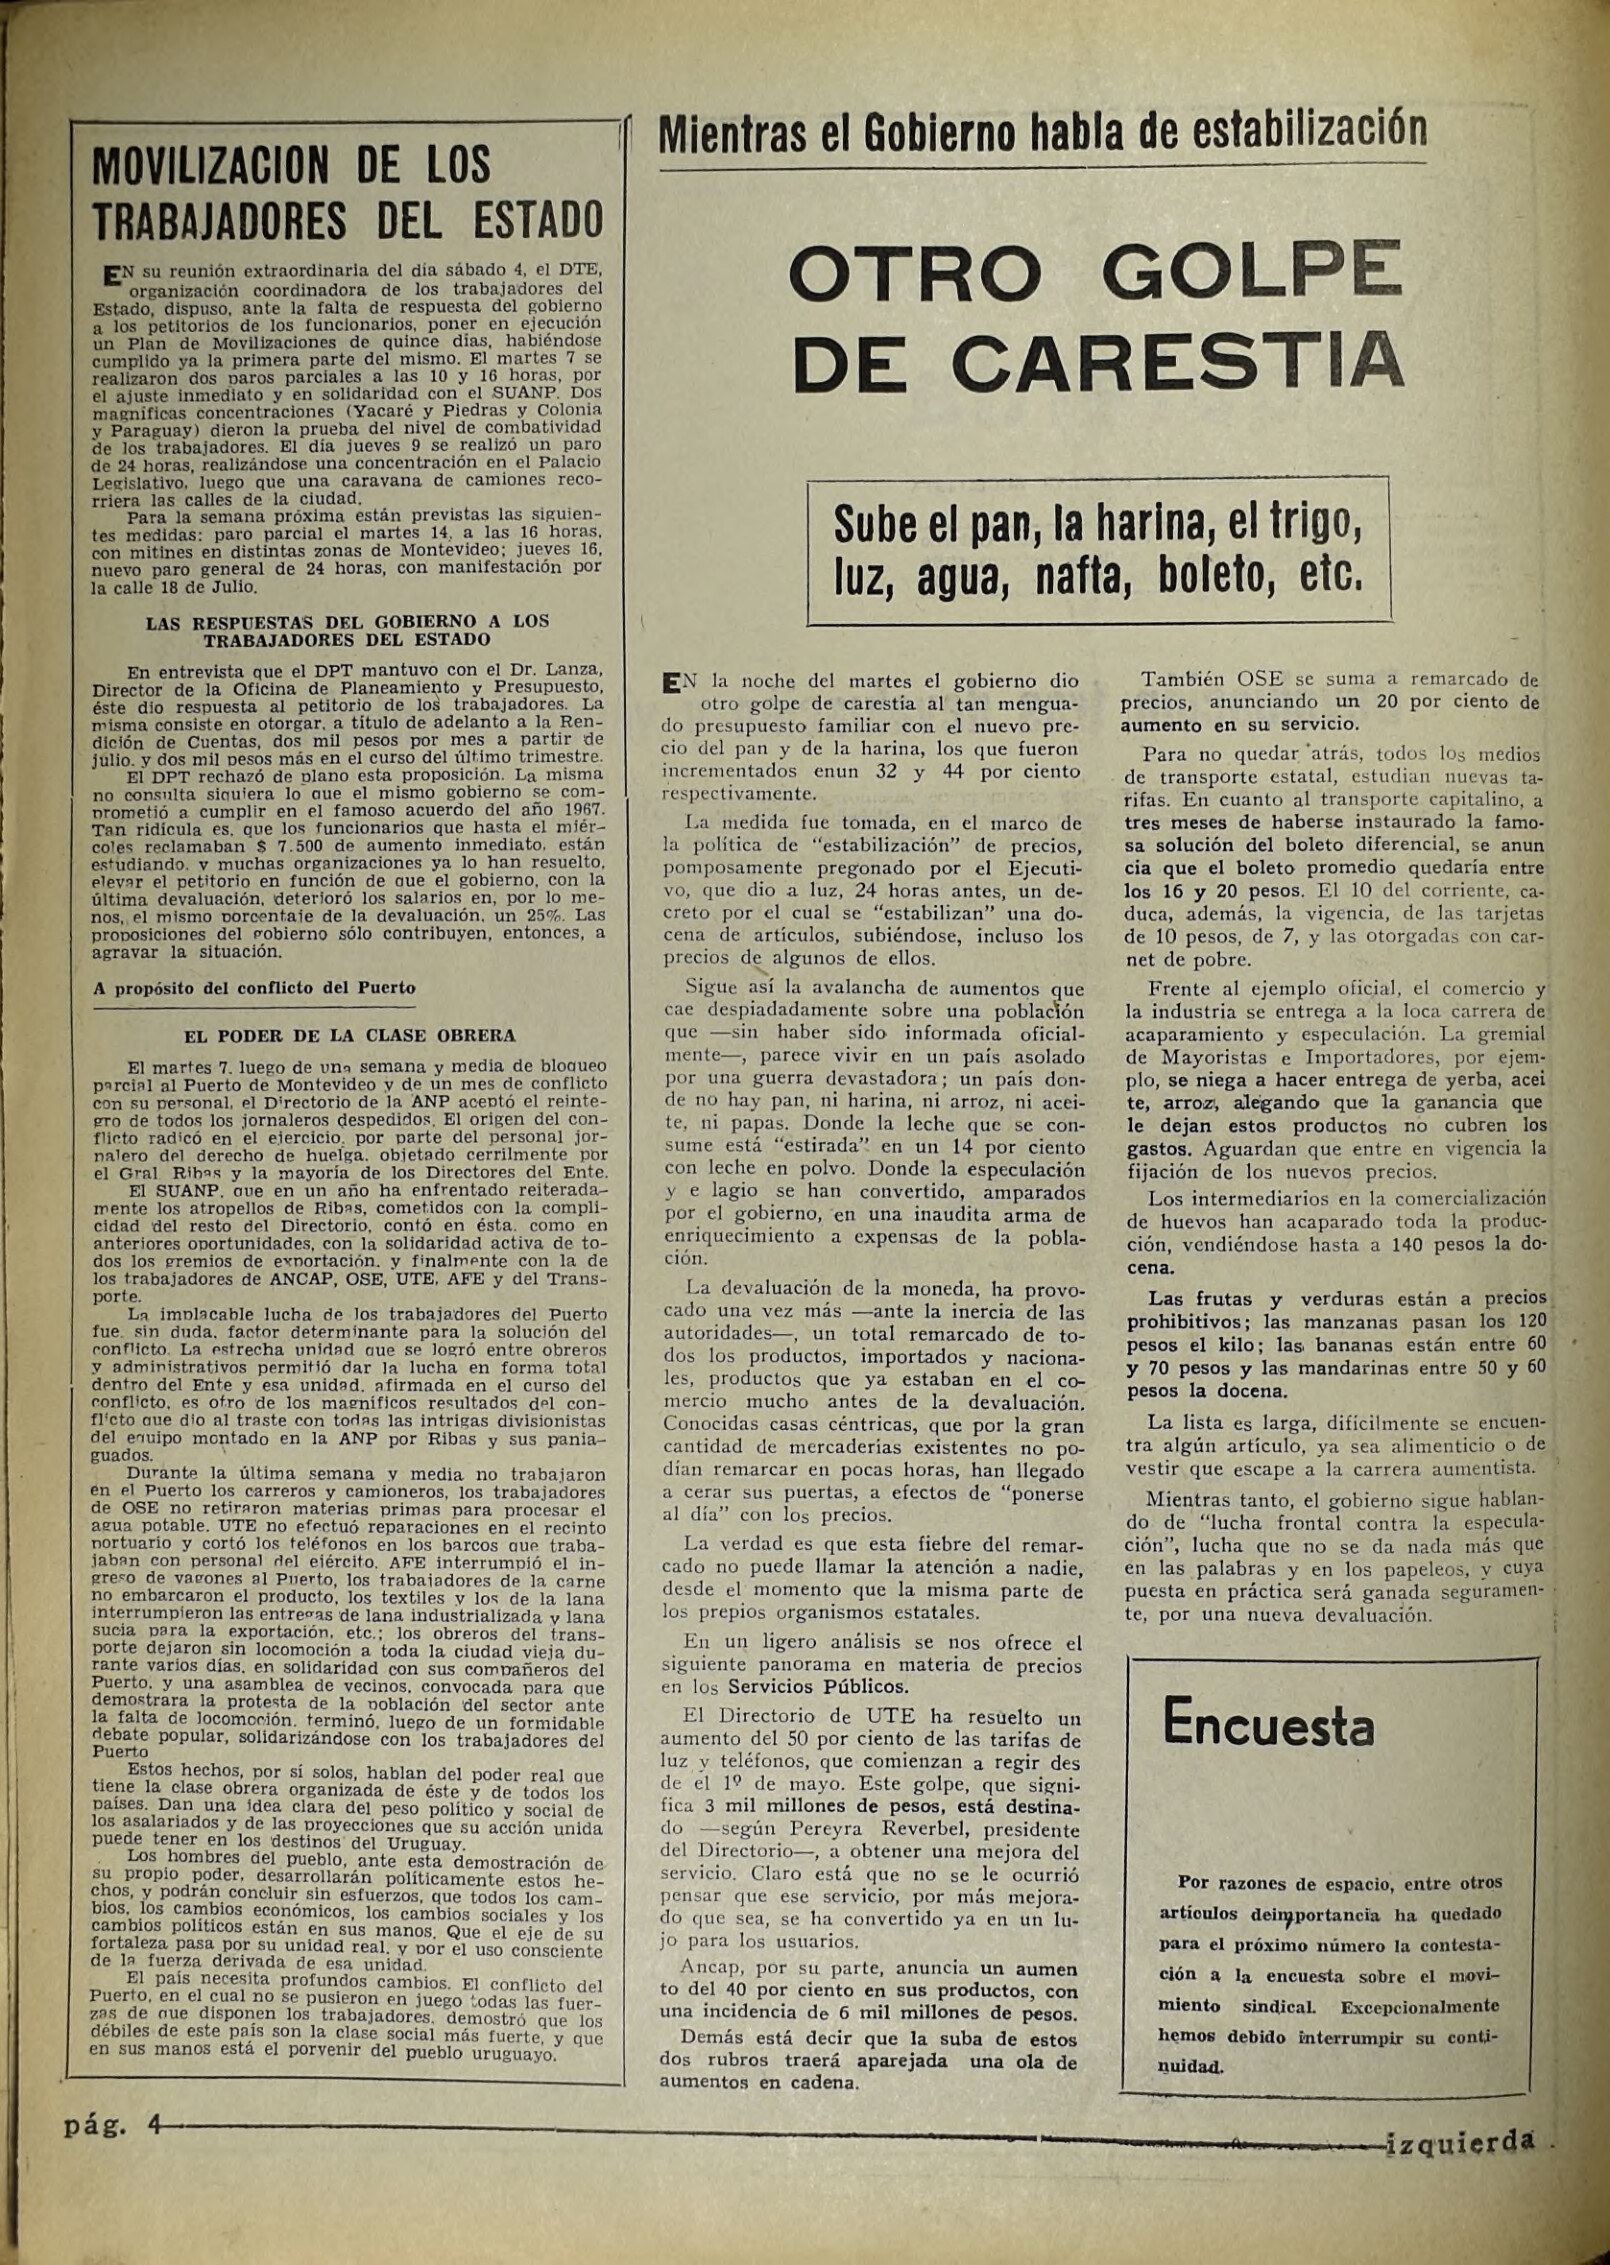 MOVILIZACION DE LOS
TRABAJADORES DEL ESTADO
EN su reunión extraordinaria del día sábado 4, el DTE,
organización coordinadora de los trabajadores del
Estado, dispuso, ante la falta de respuesta del gobierno
a los petitorios de los funcionarios, poner en ejecución
un Plan de Movilizaciones de quince días, habiéndose
cumplido ya la primera parte del mismo. El martes 7 se
realizaron dos paros parciales a las 10 y 16 horas, por
el ajuste inmediato y en solidaridad con el SUANP. Dos
magníficas concentraciones (Yacaré y Piedras y Colonia
y Paraguay) dieron la prueba del nivel de combatividad
de los trabajadores. El día jueves 9 se realizó un paro
de 24 horas, realizándose una concentración en el Palacio
Legislativo, luego que una caravana de camiones reco-
rriera las calles de la ciudad.
Para la semana próxima están previstas las siguien-
tes medidas: paro parcial el martes 14, a las 16 horas,
con mitines en distintas zonas de Montevideo; jueves 16,
nuevo paro general de 24 horas, con manifestación por
la calle 18 de Julio.
LAS RESPUESTAS DEL GOBIERNO A LOS
TRABAJADORES DEL ESTADO
En entrevista que el DPT mantuvo con el Dr. Lanza,
Director de la Oficina de Planeamiento y Presupuesto,
éste dio respuesta al petitorio de los trabajadores. La
misma consiste en otorgar, a título de adelanto a la Ren-
dición de Cuentas, dos mil pesos por mes a partir de
julio, y dos mil pesos más en el curso del último trimestre.
El DPT rechazó de plano esta proposición. La misma
no consulta siquiera lo que el mismo gobierno se com-
prometió a cumplir en el famoso acuerdo del año 1967.
Tan ridícula es, que los funcionarios que hasta el miér-
coles reclamaban $ 7.500 de aumento inmediato, están
estudiando, y muchas organizaciones ya lo han resuelto,
elevar el petitorio en función de que el gobierno, con la
última devaluación, deterioró los salarios en, por lo me-
nos, el mismo porcentaje de la devaluación, un 25%. Las
proposiciones del gobierno sólo contribuyen, entonces, a
agravar la situación.
A propósito del conflicto del Puerto
EL PODER DE LA CLASE OBRERA
El martes 7, luego de una semana y media de bloqueo
parcial al Puerto de Montevideo y de un mes de conflicto
con su personal, el Directorio de la ANP aceptó el reinte-
gro de todos los jornaleros despedidos. El origen del con-
flicto radicó en el ejercicio, por parte del personal jor-
nalero del derecho de huelga, objetado cerrilmente por
el Gral Ribas y la mayoría de los Directores del Ente.
El SUANP, que en un año ha enfrentado reiterada-
mente los atropellos de Ribas, cometidos con la compli-
cidad del resto del Directorio, contó en ésta, como en
anteriores oportunidades, con la solidaridad activa de to-
dos los gremios de exportación, y finalmente con la de
los trabajadores de ANCAP, OSE, UTE, AFE y del Trans-
porte.
La implacable lucha de los trabajadores del Puerto
fue, sin duda, factor determinante para la solución del
conflicto. La estrecha unidad que se logró entre obreros
y administrativos permitió dar la lucha en forma total
dentro del Ente y esa unidad, afirmada en el curso del
conflicto, es otro de los magníficos resultados del con-
flicto que dio al traste con todas las intrigas divisionistas
del equipo montado en la ANP por Ribas y sus pania-
guados.
Durante la última semana y media no trabajaron
en el Puerto los carreros y camioneros, los trabajadores
de OSE no retiraron materias primas para procesar el
agua potable. UTE no efectuó reparaciones en el recinto
portuario y cortó los teléfonos en los barcos que traba-
jaban con personal del ejército. AFE interrumpió el in-
greso de vagones al Puerto, los trabajadores de la carne
no embarcaron el producto, los textiles y los de la lana
interrumpieron las entregas de lana industrializada y lana
sucia para la exportación, etc.; los obreros del trans-
porte dejaron sin locomoción a toda la ciudad vieja du-
rante varios días, en solidaridad con sus compañeros del
Puerto, y una asamblea de vecinos, convocada para que
demostrara la protesta de la población del sector ante
la falta de locomoción, terminó, luego de un formidable
debate popular, solidarizándose con los trabajadores del
Puerto
Estos hechos, por sí solos, hablan del poder real que
tiene la clase obrera organizada de éste y de todos los
países. Dan una idea clara del peso político y social de
los asalariados y de las proyecciones que su acción unida
puede tener en los destinos del Uruguay.
Los hombres del pueblo, ante esta demostración de
su propio poder, desarrollarán políticamente estos he-
chos, y podrán concluir sin esfuerzos, que todos los cam-
bios, los cambios económicos, los cambios sociales y los
cambios políticos están en sus manos. Que el eje de su
fortaleza pasa por su unidad real, y por el uso consciente
de la fuerza derivada de esa unidad.
El país necesita profundos cambios. El conflicto del
Puerto, en el cual no se pusieron en juego todas las fuer-
zas de que disponen los trabajadores, demostró que los
débiles de este país son la clase social más fuerte, y que
en sus manos está el porvenir del pueblo uruguayo.
Mientras el Gobierno habla de estabilización
OTRO GOLPE
DE CARESTIA
Sube el pan, la harina, el trigo,
luz, agua, nafta, boleto, etc.
EN la noche del martes el gobierno dio
otro golpe de carestía al tan mengua-
do presupuesto familiar con el nuevo pre-
cio del pan y de la harina, los que fueron
incrementados enun 32 y 44 por ciento
respectivamente.
La medida fue tomada, en el marco de
la política de "estabilización" de precios,
pomposamente pregonado por el Ejecuti-
vo, que dio a luz, 24 horas antes, un de-
creto por el cual se "estabilizan" una do-
cena de artículos, subiéndose, incluso los
precios de algunos de ellos.
Sigue así la avalancha de aumentos que
cae despiadadamente sobre una población
que —sin haber sido informada oficial-
mente—, parece vivir en un país asolado
por una guerra devastadora; un país don-
de no hay pan, ni harina, ni arroz, ni acei-
te, ni papas. Donde la leche que se con-
sume está "estirada" en un 14 por ciento
con leche en polvo. Donde la especulación
y e lagio se han convertido, amparados
por el gobierno, en una inaudita arma de
enriquecimiento a expensas de la pobla-
ción.
La devaluación de la moneda, ha provo-
cado una vez más —ante la inercia de las
autoridades—, un total remarcado de to-
dos los productos, importados y naciona-
les, productos que ya estaban en el co-
mercio mucho antes de la devaluación.
Conocidas casas céntricas, que por la gran
cantidad de mercaderías existentes no po-
dían remarcar en pocas horas, han llegado
a cerar sus puertas, a efectos de "ponerse
al día" con los precios.
La verdad es que esta fiebre del remar-
cado no puede llamar la atención a nadie,
desde el momento que la misma parte de
los prepios organismos estatales.
En un ligero análisis se nos ofrece el
siguiente panorama en materia de precios
en los Servicios Públicos.
El Directorio de UTE ha resuelto un
aumento del 50 por ciento de las tarifas de
luz y teléfonos, que comienzan a regir des
de el 1º de mayo. Este golpe, que signi-
fica 3 mil millones de pesos, está destina-
do —según Pereyra Reverbel, presidente
del Directorio—, a obtener una mejora del
servicio. Claro está que no se le ocurrió
pensar que ese servicio, por más mejora-
do que sea, se ha convertido ya en un lu-
jo para los usuarios.
Ancap, por su parte, anuncia un aumen
to del 40 por ciento en sus productos, con
una incidencia de 6 mil millones de pesos.
Demás está decir que la suba de estos
dos rubros traerá aparejada una ola de
aumentos en cadena.
También OSE se suma a remarcado de
precios, anunciando un 20 por ciento de
aumento en su servicio.
Para no quedar atrás, todos los medios
de transporte estatal, estudian nuevas ta-
rifas. En cuanto al transporte capitalino, a
tres meses de haberse instaurado la famo-
sa solución del boleto diferencial, se anun
cia que el boleto promedio quedaría entre
los 16 y 20 pesos. El 10 del corriente, ca-
duca, además, la vigencia, de las tarjetas
de 10 pesos, de 7, y las otorgadas con car-
net de pobre.
Frente al ejemplo oficial, el comercio y
la industria se entrega a la loca carrera de
acaparamiento y especulación. La gremial
de Mayoristas e Importadores, por ejem-
plo, se niega a hacer entrega de yerba, acei
te, arroz, alegando que la ganancia que
le dejan estos productos no cubren los
gastos. Aguardan que entre en vigencia la
fijación de los nuevos precios.
Los intermediarios en la comercialización
de huevos han acaparado toda la produc-
ción, vendiéndose hasta a 140 pesos la do-
cena.
Las frutas y verduras están a precios
prohibitivos; las manzanas pasan los 120
pesos el kilo; las bananas están entre 60
y 70 pesos y las mandarinas entre 50 y 60
pesos la docena.
La lista es larga, difícilmente se encuen-
tra algún artículo, ya sea alimenticio o de
vestir que escape a la carrera aumentista.
Mientras tanto, el gobierno sigue hablan-
do de "lucha frontal contra la especula-
ción", lucha que no se da nada más que
en las palabras y en los papeleos, y cuya
puesta en práctica será ganada seguramen-
te, por una nueva devaluación.
Encuesta
Por razones de espacio, entre otros
artículos deimportancia ha quedado
para el próximo número la contesta-
ción a la encuesta sobre el movi-
miento sindical. Excepcionalmente
hemos debido interrumpir su conti-
nuidad.
pág. 4
izquierda